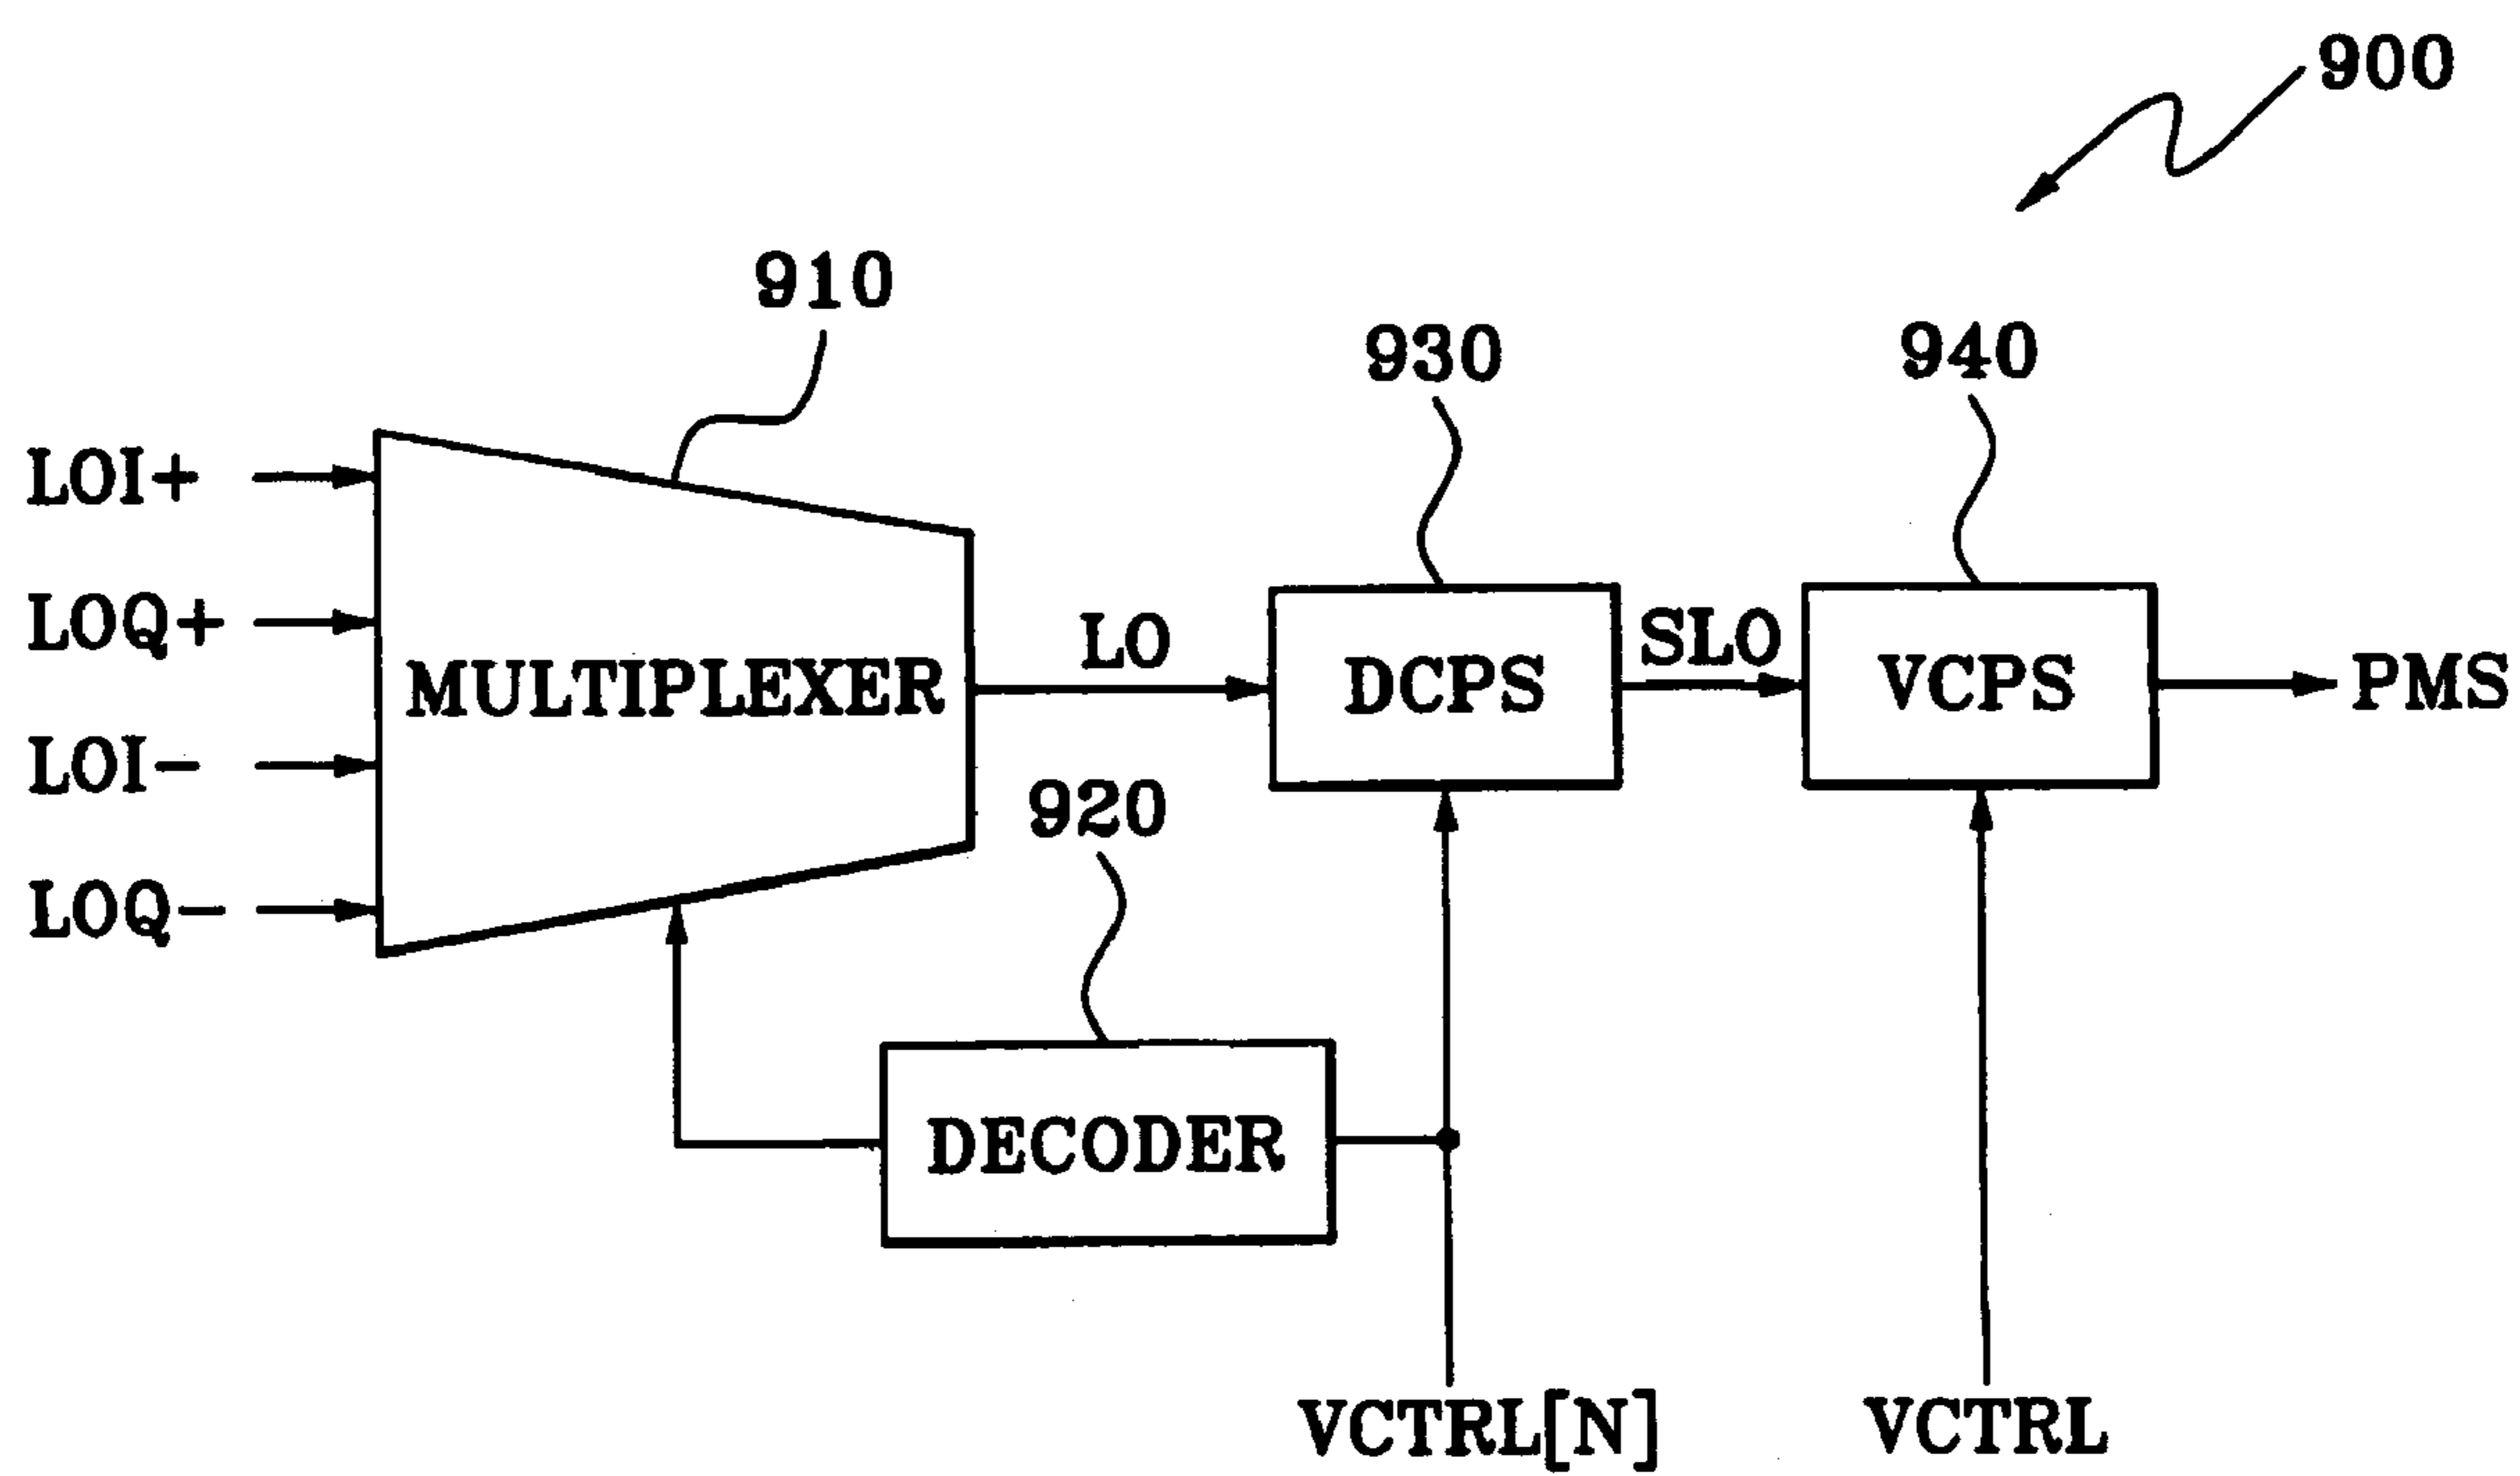 900
910
930
940
LOI+
LOQ+
LOI−
LOQ−
MULTIPLEXER
LO
DCPS
SLO
VCPS
PMS
920
DECODER
VCTRL[N]
VCTRL